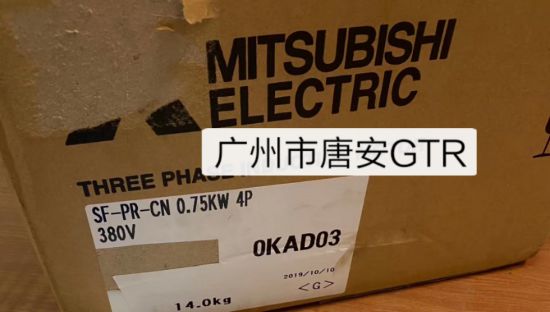 MITSUBISHI
ELECTRIC
广州市唐安GTR
THREE PHASE
SF-PR-CN 0.75KW 4P
380V
0KAD03
2019/10/10
<G>
14.0kg